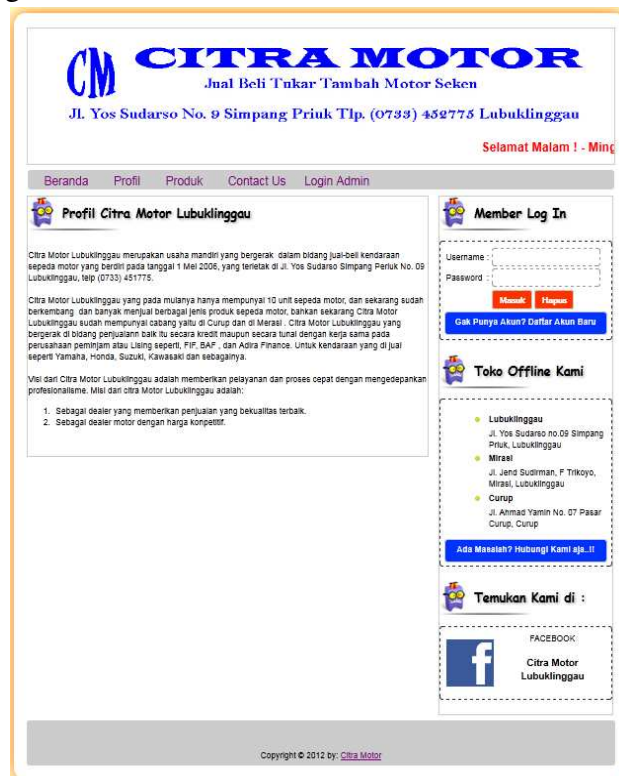 CM CITRA MOTOR
Jual Beli Tukar Tambah Motor Seken
Jl. Yos Sudarso No. 9 Simpang Priuk Tlp. (0733) 452775 Lubuklinggau
Selamat Malam ! - Ming
Beranda Profil Produk Contact Us Login Admin
Profil Citra Motor Lubuklinggau
Citra Motor Lubuklinggau merupakan usaha mandiri yang bergerak dalam bidang jual-beli kendaraan
sepeda motor yang berdiri pada tanggal 1 Mei 2006, yang terletak di Jl. Yos Sudarso Simpang Periuk No. 09
Lubuklinggau, telp (0733) 451775.
Citra Motor Lubuklinggau yang pada mulanya hanya mempunyai 10 unit sepeda motor, dan sekarang sudah
berkembang dan banyak menjual berbagai jenis produk sepeda motor, bahkan sekarang Citra Motor
Lubuklinggau sudah mempunyai cabang yaitu di Curup dan di Merasi . Citra Motor Lubuklinggau yang
bergerak di bidang penjualann baik itu secara kredit maupun secara tunai dengan kerja sama pada
perusahaan peminjam atau Lising seperti, FIF, BAF , dan Adira Finance. Untuk kendaraan yang di jual
seperti Yamaha, Honda, Suzuki, Kawasaki dan sebagainya.
Visi dari Citra Motor Lubuklinggau adalah memberikan pelayanan dan proses cepat dengan mengedepankan
profesionalisme. Misi dari citra Motor Lubuklinggau adalah:
1. Sebagai dealer yang memberikan penjualan yang bekualitas terbaik.
2. Sebagai dealer motor dengan harga konpetitif.
Member Log In
Username :
Password :
Masuk Hapus
Gak Punya Akun? Daftar Akun Baru
Toko Offline Kami
Lubuklinggau
Jl. Yos Sudarso no.09 Simpang
Priuk, Lubuklinggau
Mirasi
Jl. Jend Sudirman, F Trikoyo,
Mirasi, Lubuklinggau
Curup
Jl. Ahmad Yamin No. 07 Pasar
Curup, Curup
Ada Masalah? Hubungi Kami aja..!!
Temukan Kami di :
f
FACEBOOK
Citra Motor
Lubuklinggau
Copyright © 2012 by: Citra Motor